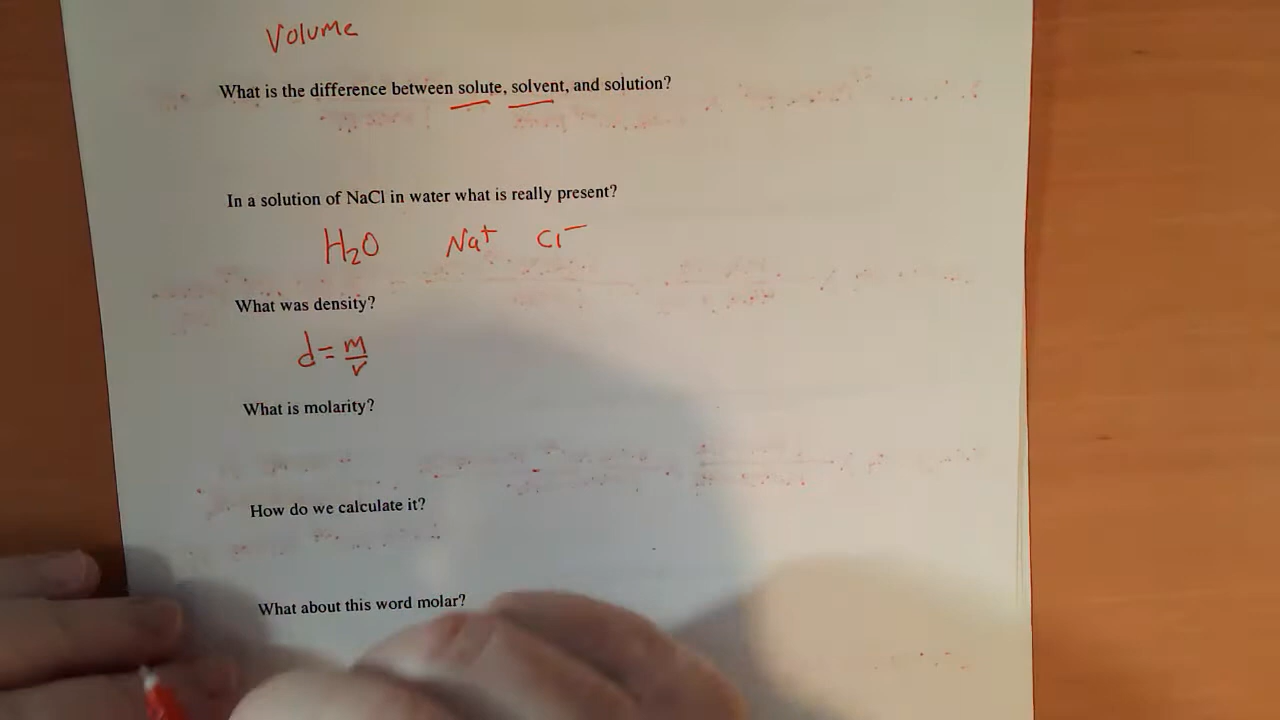 Volume
What is the difference between solute, solvent, and solution?
In a solution of NaCl in water what is really present?
H₂O Na⁺ Cl⁻
What was density?
d = m/v
What is molarity?
How do we calculate it?
What about this word molar?